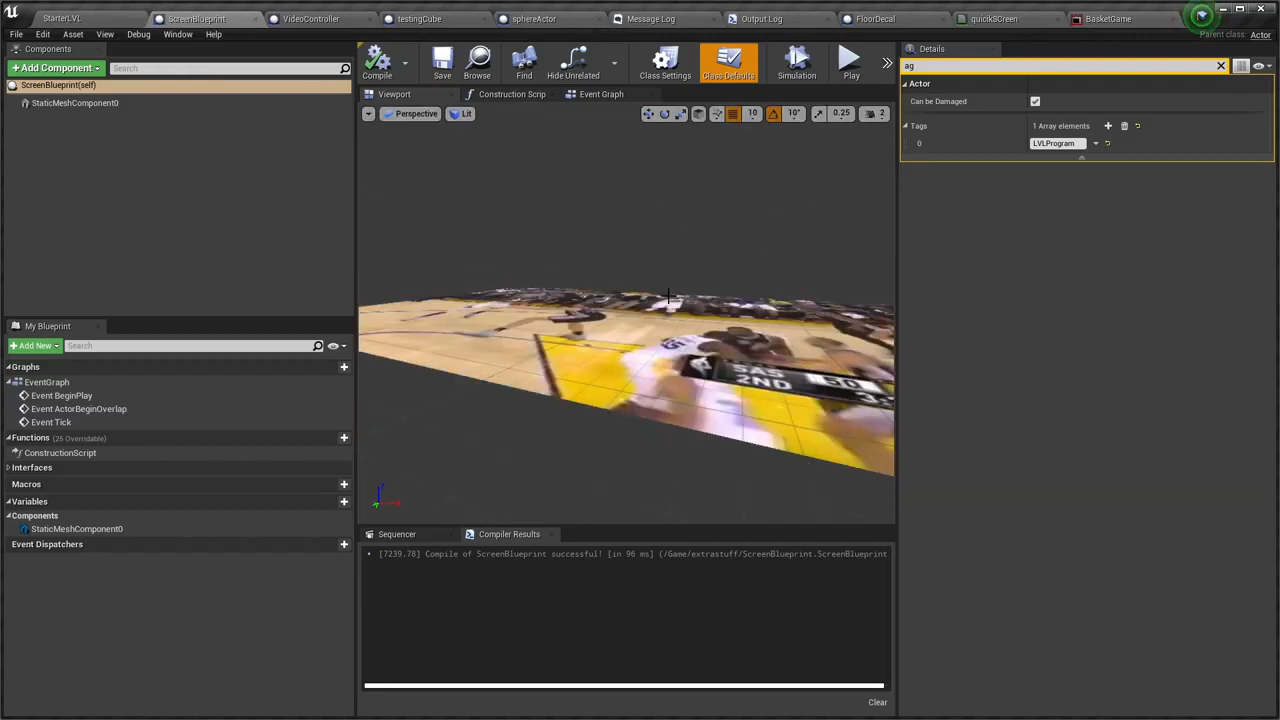 StarterLVL
ScreenBlueprint
VideoController
testingCube
sphereActor
Message Log
Output Log
FloorDecal
quicikSCreen
BasketGame
File Edit Asset View Debug Window Help
Parent class: Actor
Components
+ Add Component
Search
ScreenBlueprint(self)
StaticMeshComponent0
My Blueprint
+ Add New
Search
Graphs
EventGraph
Event BeginPlay
Event ActorBeginOverlap
Event Tick
Functions (25 Overridable)
ConstructionScript
Interfaces
Macros
Variables
Components
StaticMeshComponent0
Event Dispatchers
Compile
Save
Browse
Find
Hide Unrelated
Class Settings
Class Defaults
Simulation
Play
Viewport
Construction Scrip
Event Graph
Perspective
Lit
10
10°
0.25
2
SAS
2ND
30
Sequencer
Compiler Results
[7239.78] Compile of ScreenBlueprint successful! [in 96 ms] (/Game/extrastuff/ScreenBlueprint.ScreenBlueprint
Clear
Details
ag
Actor
Can be Damaged
Tags
1 Array elements
0
LVLProgram